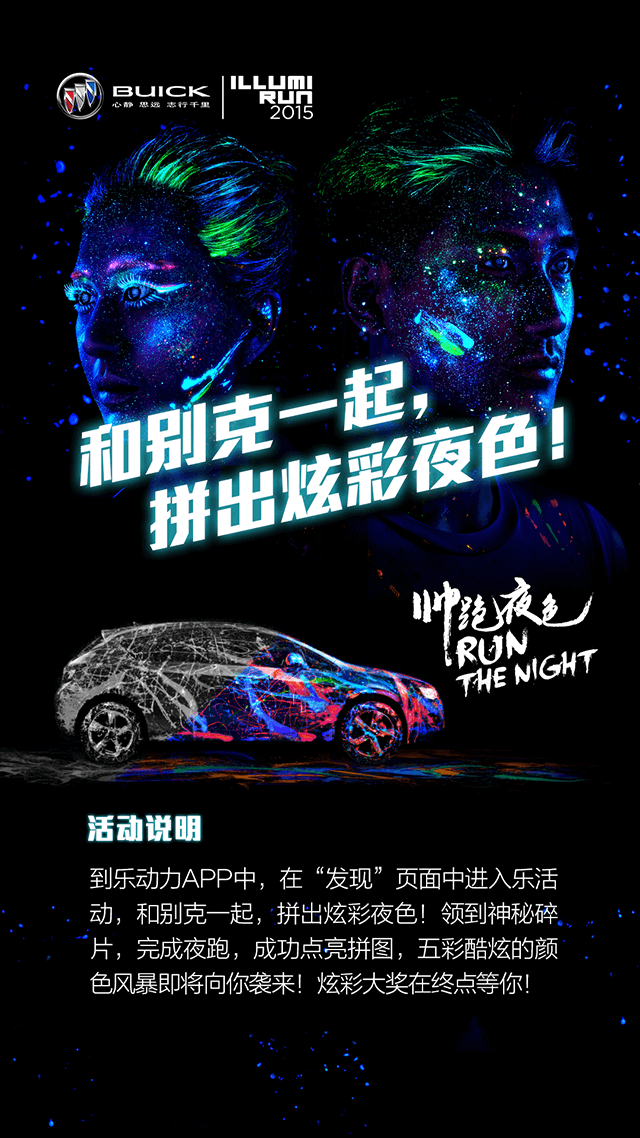 BUICK
心静 思远 志行千里
ILLUMI
RUN
2015
和别克一起，
拼出炫彩夜色！
帅跑夜色
RUN
THE NIGHT
活动说明
到乐动力APP中，在“发现”页面中进入乐活
动，和别克一起，拼出炫彩夜色！领到神秘碎
片，完成夜跑，成功点亮拼图，五彩酷炫的颜
色风暴即将向你袭来！炫彩大奖在终点等你！